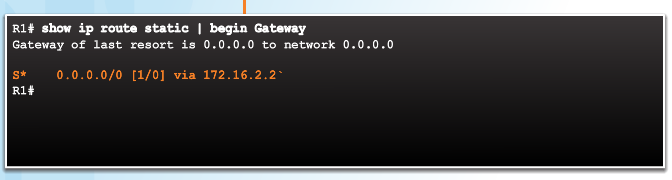 R1# show ip route static | begin Gateway
Gateway of last resort is 0.0.0.0 to network 0.0.0.0
S*    0.0.0.0/0 [1/0] via 172.16.2.2`
R1#